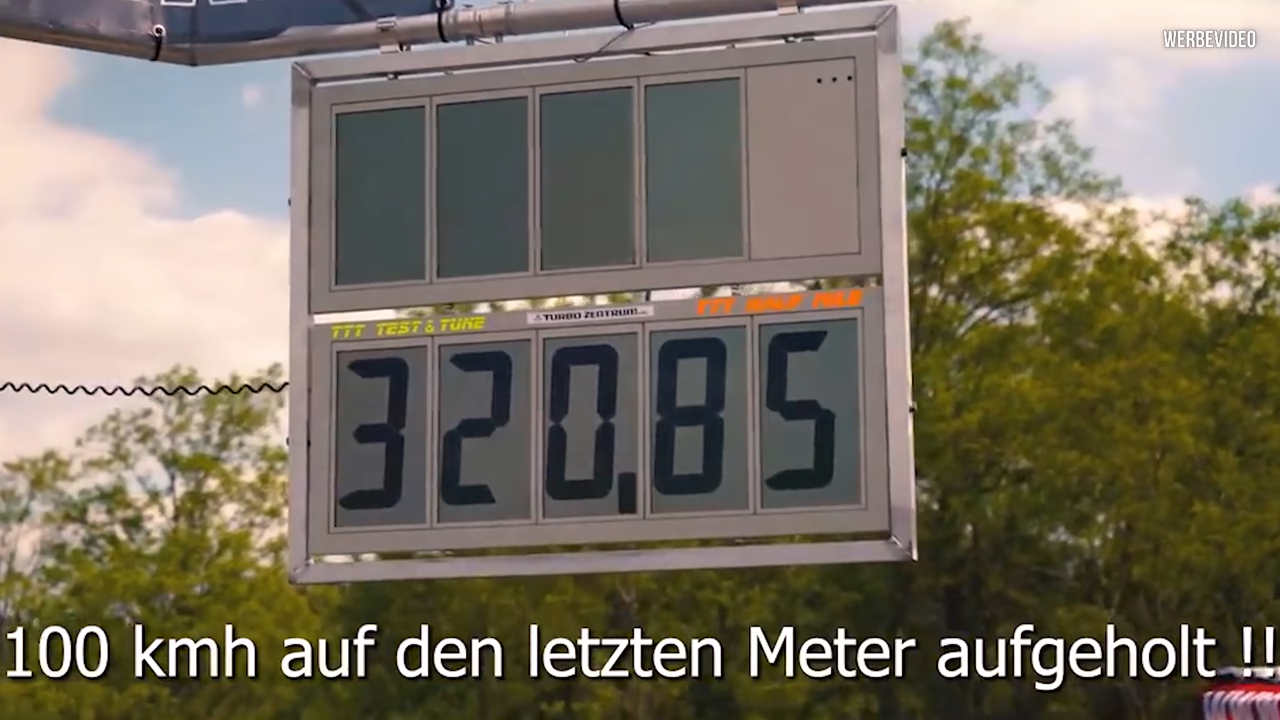 WERBEVIDEO
TTT TEST & TUNE
TURBO ZENTRUM
TTT HALF MILE
320.85
100 kmh auf den letzten Meter aufgeholt !!